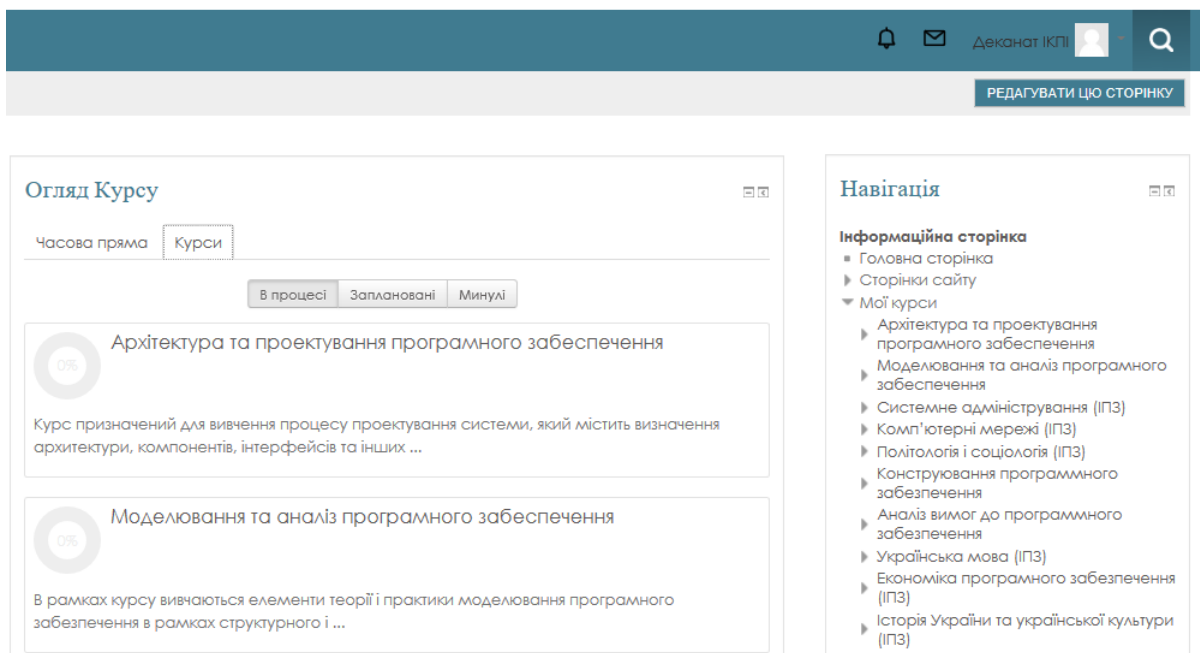 Деканат ІКПІ
РЕДАГУВАТИ ЦЮ СТОРІНКУ
Огляд Курсу
Часова пряма
Курси
В процесі
Заплановані
Минулі
Архітектура та проектування програмного забеспечення
0%
Курс призначений для вивчення процесу проектування системи, який містить визначення
архитектури, компонентів, інтерфейсів та інших ...
Моделювання та аналіз програмного забеспечення
0%
В рамках курсу вивчаються елементи теорії і практики моделювання програмного
забезпечення в рамках структурного і ...
Навігація
Інформаційна сторінка
Головна сторінка
Сторінки сайту
Мої курси
Архітектура та проектування
програмного забеспечення
Моделювання та аналіз програмного
забеспечення
Системне адміністрування (ІПЗ)
Комп'ютерні мережі (ІПЗ)
Політологія і соціологія (ІПЗ)
Конструювання программного
забезпечення
Аналіз вимог до программного
забезпечення
Українська мова (ІПЗ)
Економіка програмного забезпечення
(ІПЗ)
Історія України та української культури
(ІПЗ)